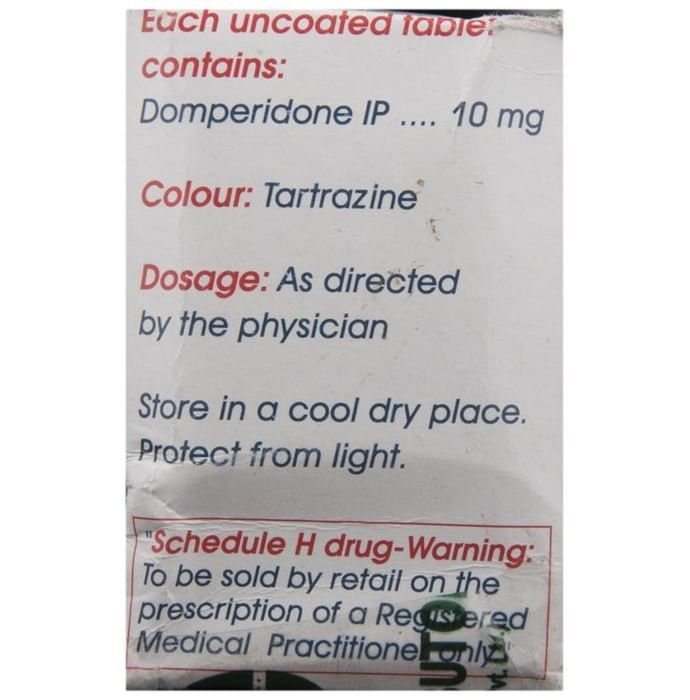 Each uncoated tablet
contains:
Domperidone IP .... 10 mg
Colour: Tartrazine
Dosage: As directed
by the physician
Store in a cool dry place.
Protect from light.
"Schedule H drug-Warning:
To be sold by retail on the
prescription of a Registered
Medical Practitioner only."